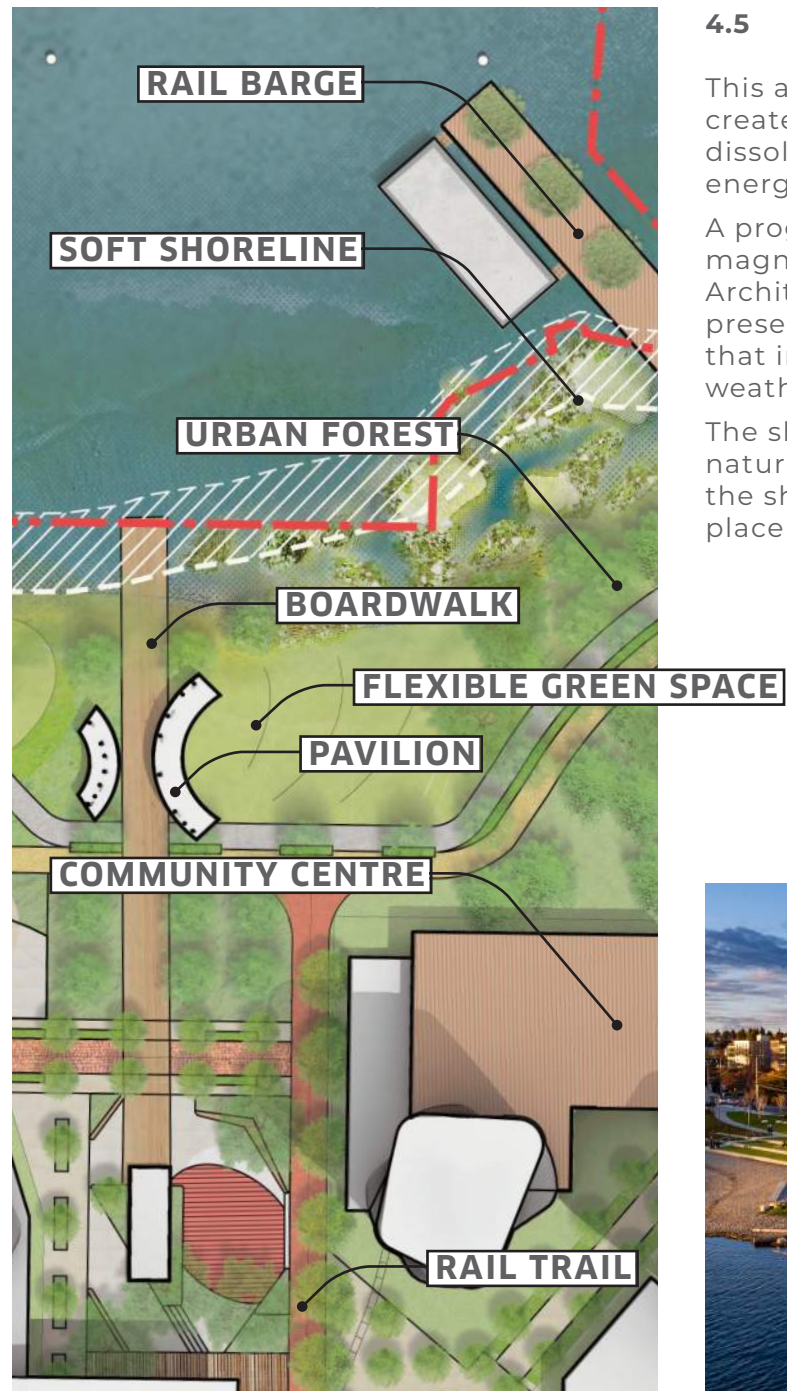 RAIL BARGE
SOFT SHORELINE
URBAN FOREST
BOARDWALK
FLEXIBLE GREEN SPACE
PAVILION
COMMUNITY CENTRE
RAIL TRAIL
4.5
This a
create
dissol
energ
A prog
magn
Archit
prese
that i
weath
The sl
natur
the sh
place